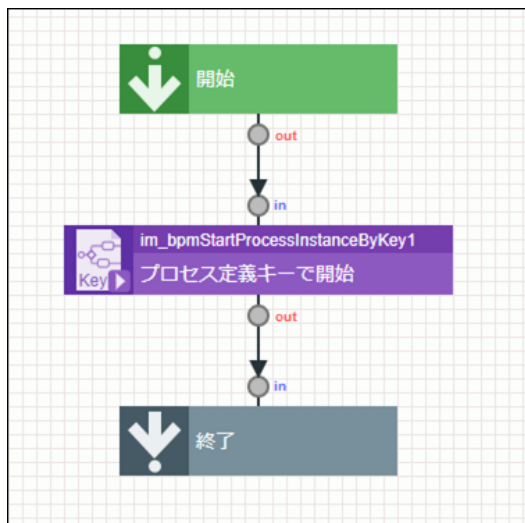 開始
out
in
im_bpmStartProcessInstanceByKey1
Key
プロセス定義キーで開始
out
in
終了